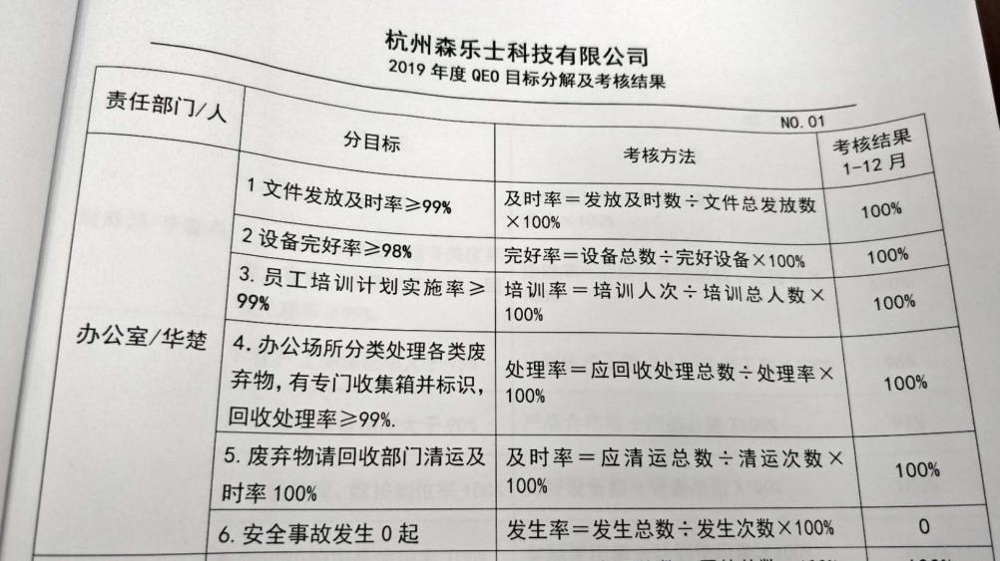 杭州森乐士科技有限公司
2019 年度 QEO 目标分解及考核结果
NO.01
责任部门/人
分目标
考核方法
考核结果
1-12 月
办公室/华楚
1 文件发放及时率≥99%
及时率=发放及时数÷文件总发放数
×100%
100%
2 设备完好率≥98%
完好率=设备总数÷完好设备×100%
100%
3. 员工培训计划实施率≥
99%
培训率=培训人次÷培训总人数×
100%
100%
4. 办公场所分类处理各类废
弃物,有专门收集箱并标识,
回收处理率≥99%.
处理率=应回收处理总数÷处理率×
100%
100%
5. 废弃物请回收部门清运及
时率 100%
及时率=应清运总数÷清运次数×
100%
100%
6. 安全事故发生 0 起
发生率=发生总数÷发生次数×100%
0